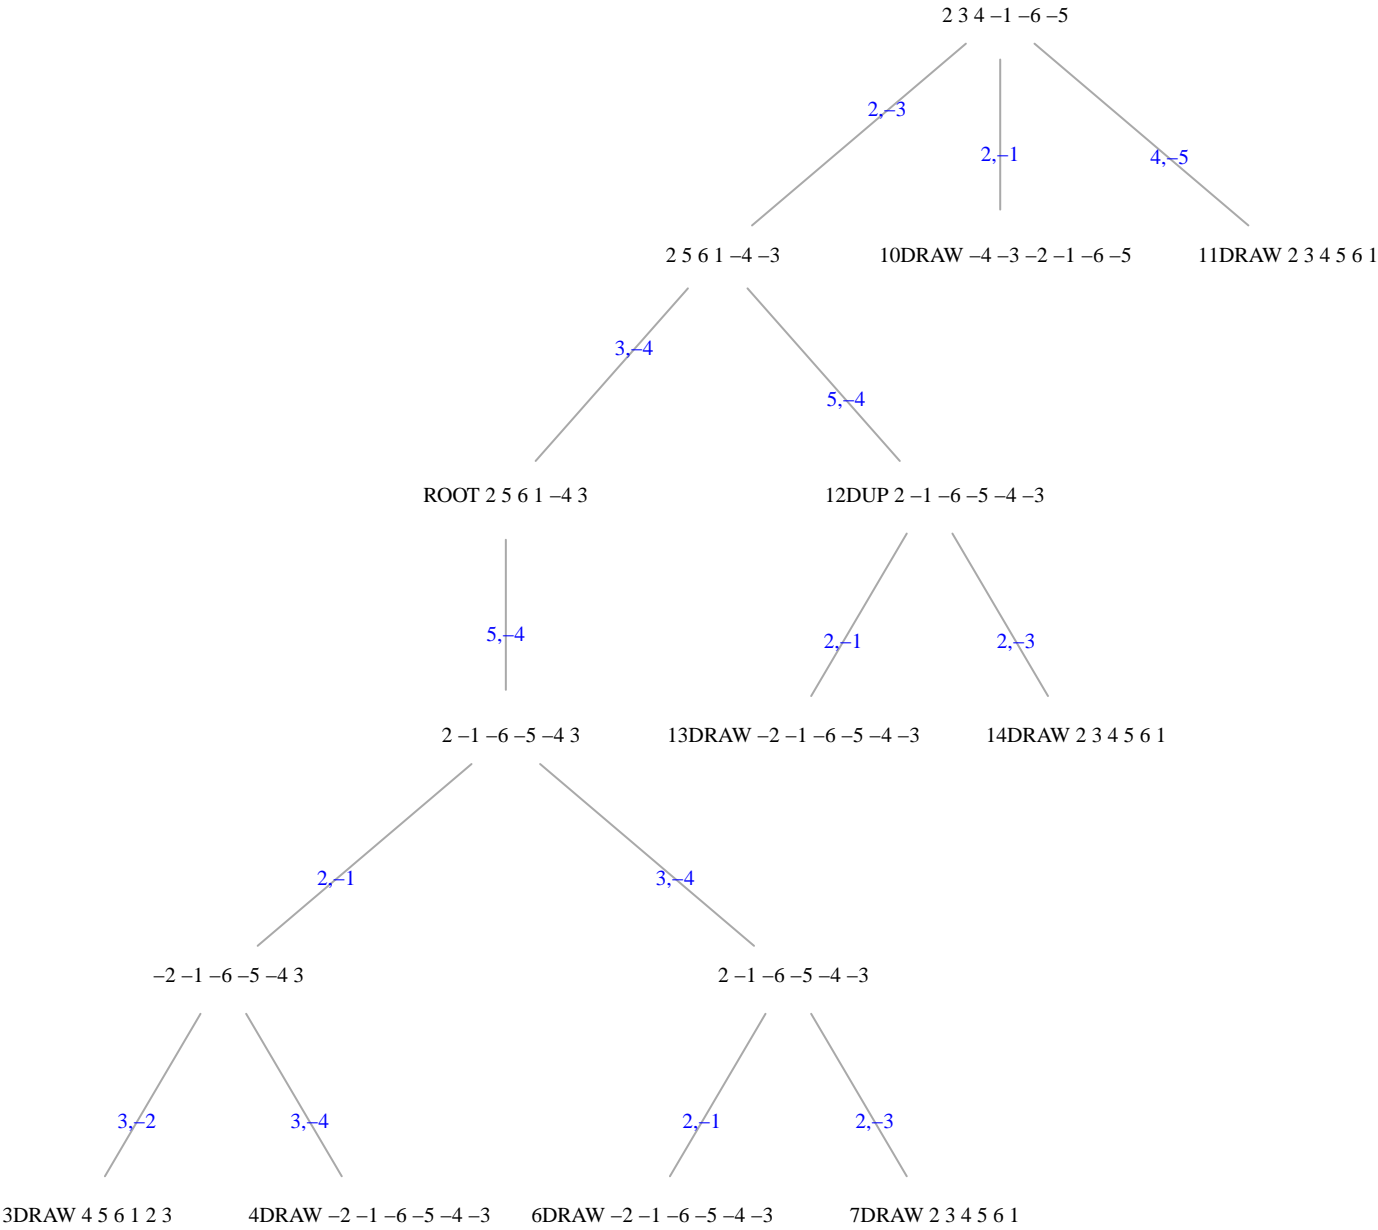 2 3 4 –1 –6 –5
2,–3
2,–1
4,–5
2 5 6 1 –4 –3
10DRAW –4 –3 –2 –1 –6 –5
11DRAW 2 3 4 5 6 1
3,–4
5,–4
ROOT 2 5 6 1 –4 3
12DUP 2 –1 –6 –5 –4 –3
5,–4
2,–1
2,–3
2 –1 –6 –5 –4 3
13DRAW –2 –1 –6 –5 –4 –3
14DRAW 2 3 4 5 6 1
2,–1
3,–4
–2 –1 –6 –5 –4 3
2 –1 –6 –5 –4 –3
3,–2
3,–4
2,–1
2,–3
3DRAW 4 5 6 1 2 3
4DRAW –2 –1 –6 –5 –4 –3
6DRAW –2 –1 –6 –5 –4 –3
7DRAW 2 3 4 5 6 1